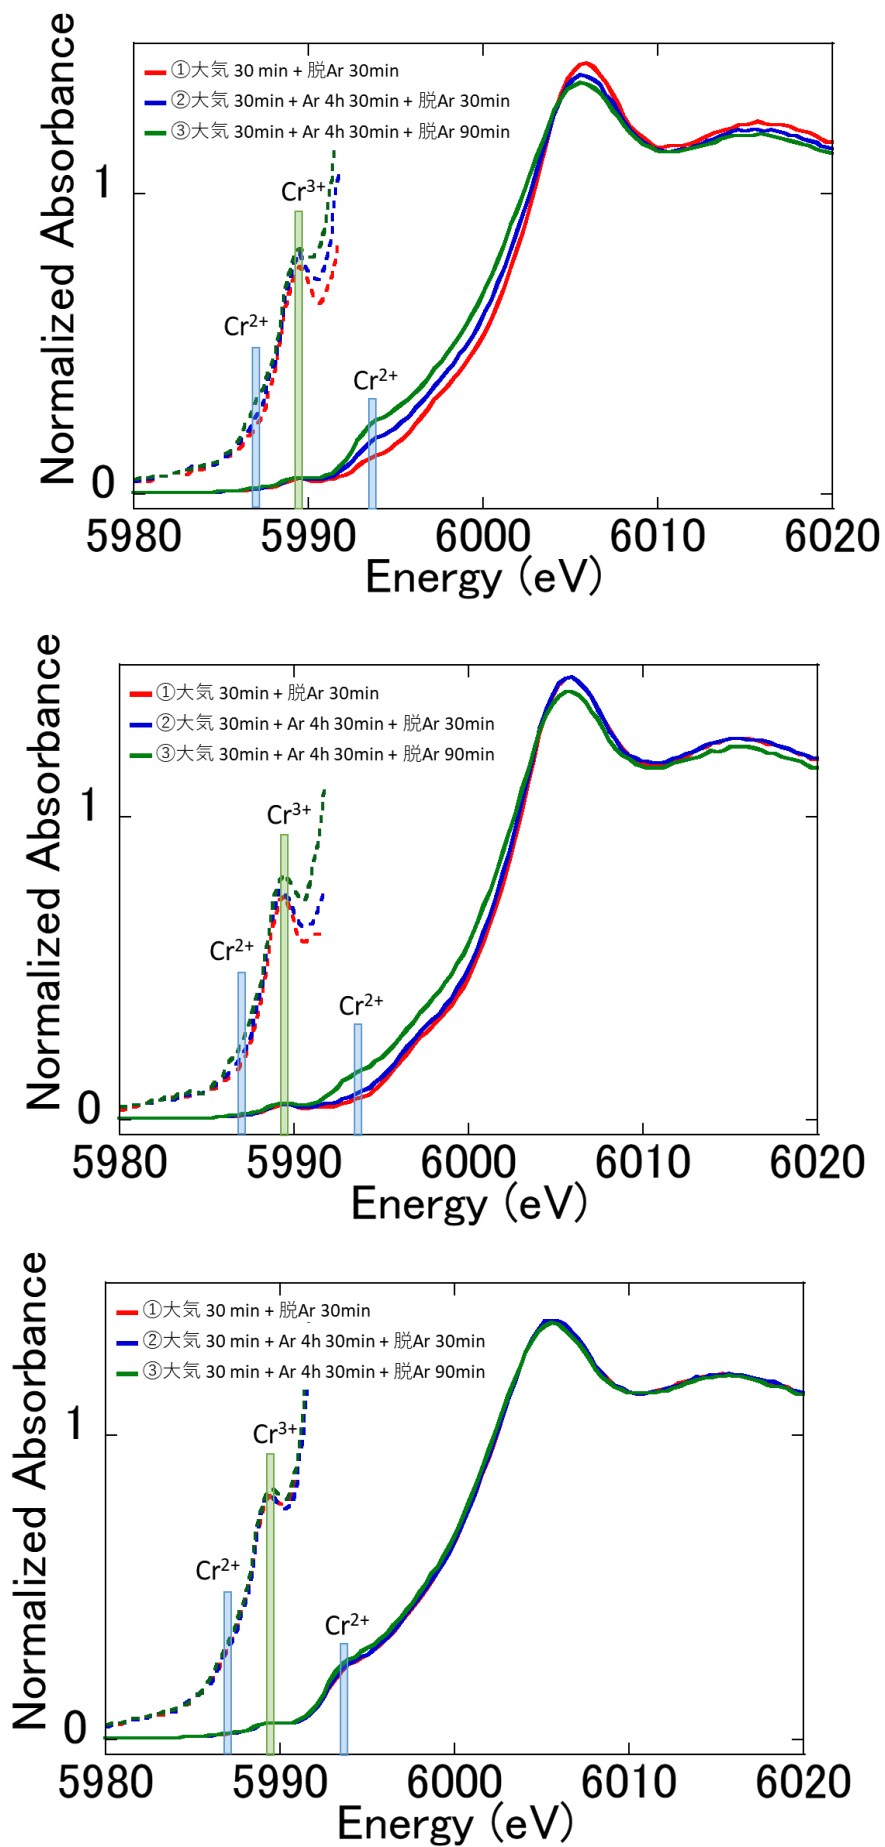 ①大気 30 min + 脱Ar 30min
②大気 30min + Ar 4h 30min + 脱Ar 30min
③大気 30min + Ar 4h 30min + 脱Ar 90min
Normalized Absorbance
1
0
Cr3+
Cr2+
Cr2+
5980 5990 6000 6010 6020
Energy (eV)
①大気 30min + 脱Ar 30min
②大気 30min + Ar 4h 30min + 脱Ar 30min
③大気 30min + Ar 4h 30min + 脱Ar 90min
Normalized Absorbance
1
0
Cr3+
Cr2+
Cr2+
5980 5990 6000 6010 6020
Energy (eV)
①大気 30 min + 脱Ar 30min
②大気 30 min + Ar 4h 30min + 脱Ar 30min
③大気 30 min + Ar 4h 30min + 脱Ar 90min
Normalized Absorbance
1
0
Cr3+
Cr2+
Cr2+
5980 5990 6000 6010 6020
Energy (eV)